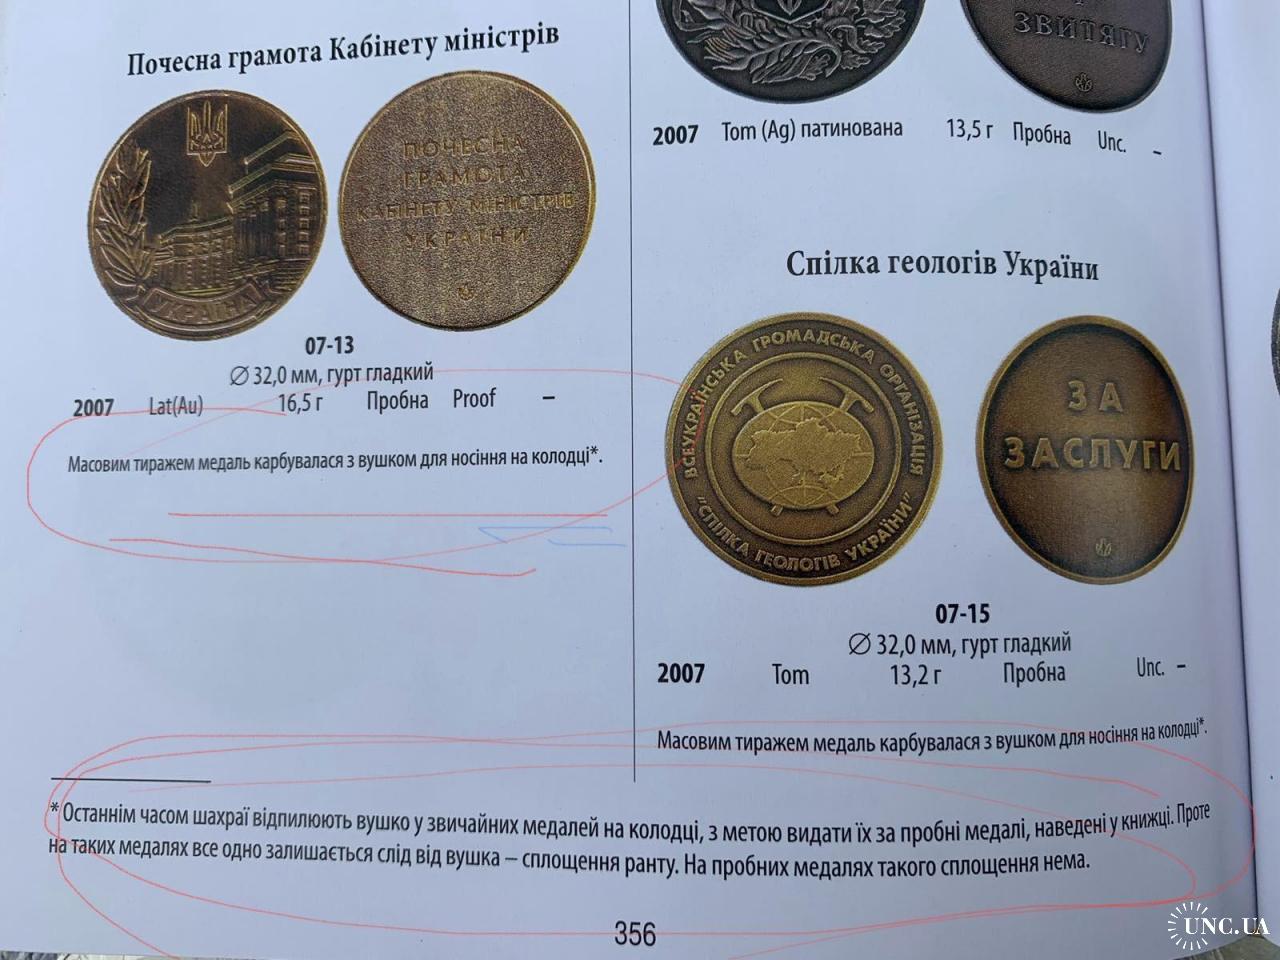 Почесна грамота Кабінету міністрів
УКРАЇНА
ПОЧЕСНА
ГРАМОТА
КАБІНЕТУ МІНІСТРІВ
УКРАЇНИ
07-13
Ø 32,0 мм, гурт гладкий
2007 Lat(Au) 16,5 г Пробна Proof –
Масовим тиражем медаль карбувалася з вушком для носіння на колодці*.
ЗВИТЯГУ
2007 Tom (Ag) патинована 13,5 г Пробна Unc. –
Спілка геологів України
ВСЕУКРАЇНСЬКА ГРОМАДСЬКА ОРГАНІЗАЦІЯ
"СПІЛКА ГЕОЛОГІВ УКРАЇНИ"
ЗА
ЗАСЛУГИ
07-15
Ø 32,0 мм, гурт гладкий
2007 Tom 13,2 г Пробна Unc. –
Масовим тиражем медаль карбувалася з вушком для носіння на колодці*.
* Останнім часом шахраї відпилюють вушко у звичайних медалей на колодці, з метою видати їх за пробні медалі, наведені у книжці. Проте
на таких медалях все одно залишається слід від вушка – сплощення ранту. На пробних медалях такого сплощення нема.
356
UNC.UA